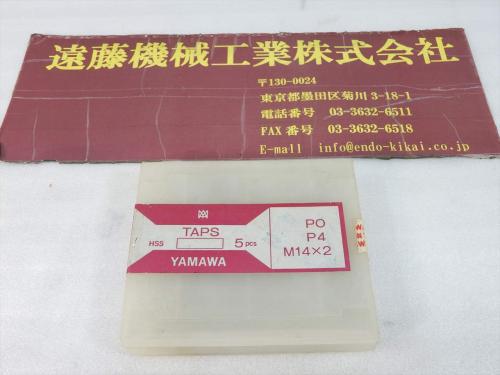 遠藤機械工業株式会社
〒130-0024
東京都墨田区菊川 3-18-1
電話番号 03-3632-6511
FAX 番号 03-3632-6518
E-mail info@endo-kikai.co.jp
TAPS
HSS 5 pcs
YAMAWA
PO
P4
M14×2